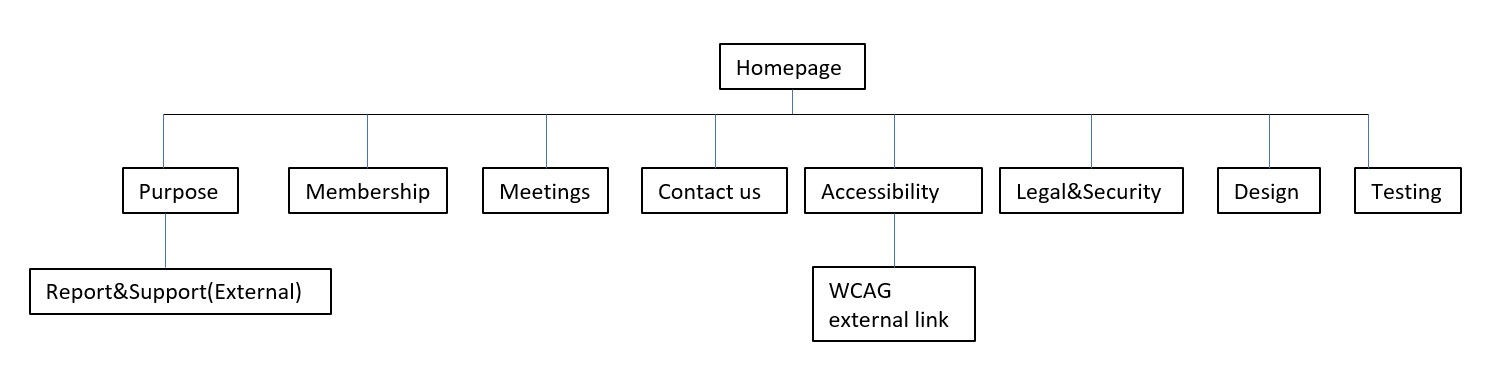 Homepage
Purpose
Membership
Meetings
Contact us
Accessibility
Legal&Security
Design
Testing
Report&Support(External)
WCAG
external link